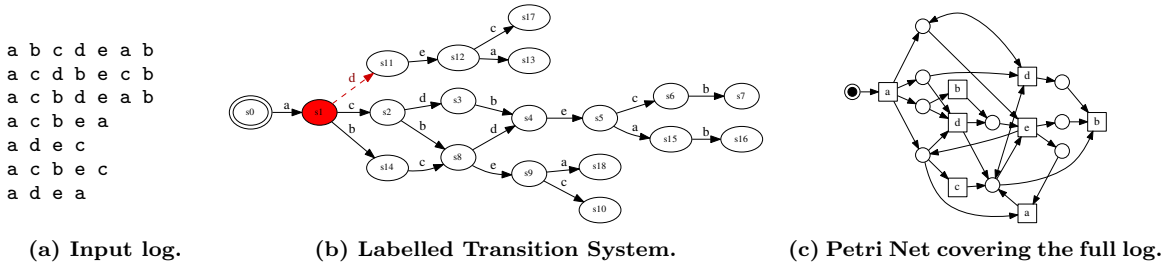 a b c d e a b
a c d b e c b
a c b d e a b
a c b e a
a d e c
a c b e c
a d e a
s0
a
s1
d
s11
e
s12
c
s17
a
s13
c
s2
d
s3
b
s4
e
s5
c
s6
b
s7
b
d
a
s15
b
s16
b
s14
c
s8
e
s9
a
s18
c
s10
a
b
d
d
e
b
c
a
(a) Input log.
(b) Labelled Transition System.
(c) Petri Net covering the full log.